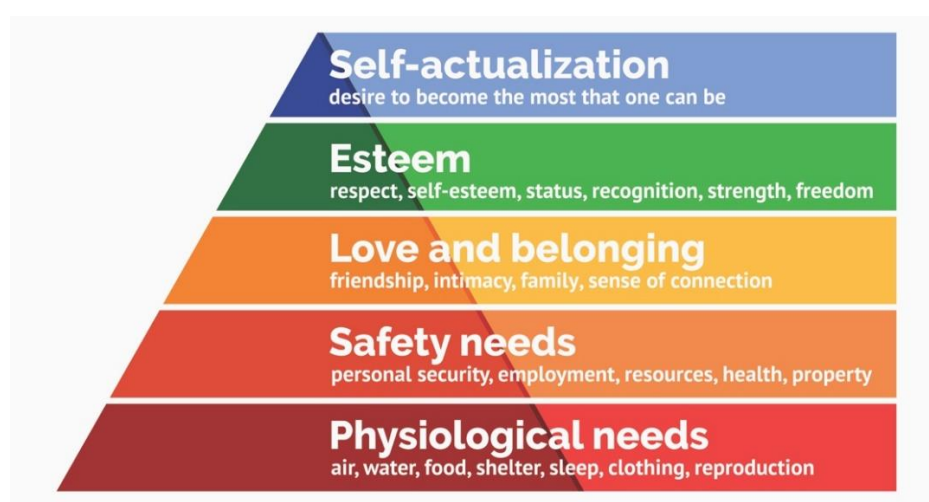 Self-actualization
desire to become the most that one can be
Esteem
respect, self-esteem, status, recognition, strength, freedom
Love and belonging
friendship, intimacy, family, sense of connection
Safety needs
personal security, employment, resources, health, property
Physiological needs
air, water, food, shelter, sleep, clothing, reproduction